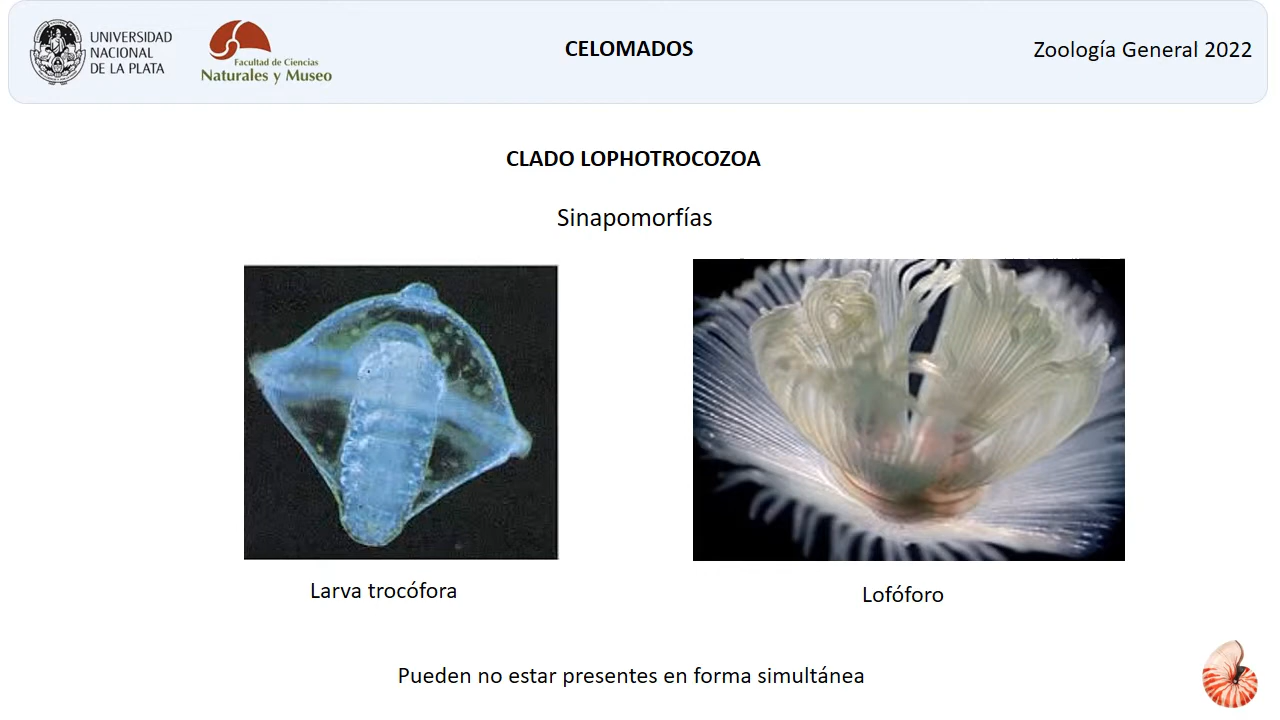 UNIVERSIDAD
NACIONAL
DE LA PLATA
Facultad de Ciencias
Naturales y Museo
CELOMADOS
Zoología General 2022
CLADO LOPHOTROCOZOA
Sinapomorfías
Larva trocófora
Lofóforo
Pueden no estar presentes en forma simultánea